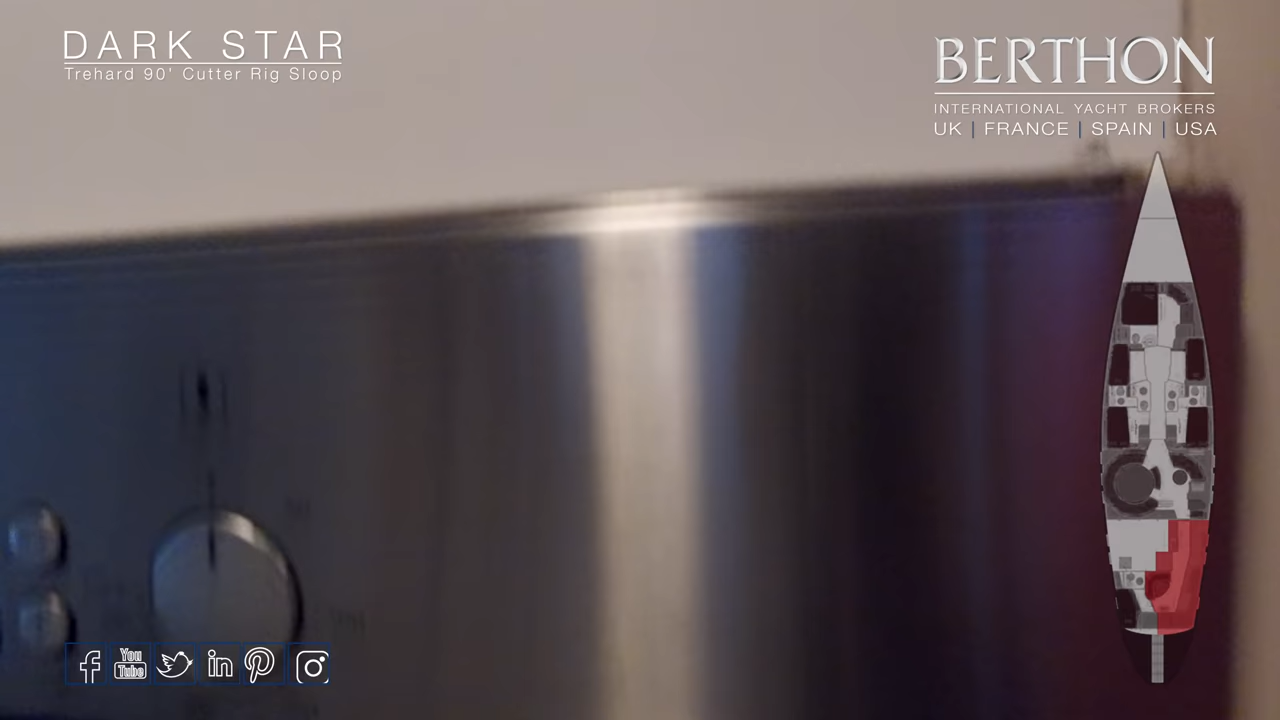 DARK STAR
Trehard 90' Cutter Rig Sloop
BERTHON
INTERNATIONAL YACHT BROKERS
UK | FRANCE | SPAIN | USA
You
Tube